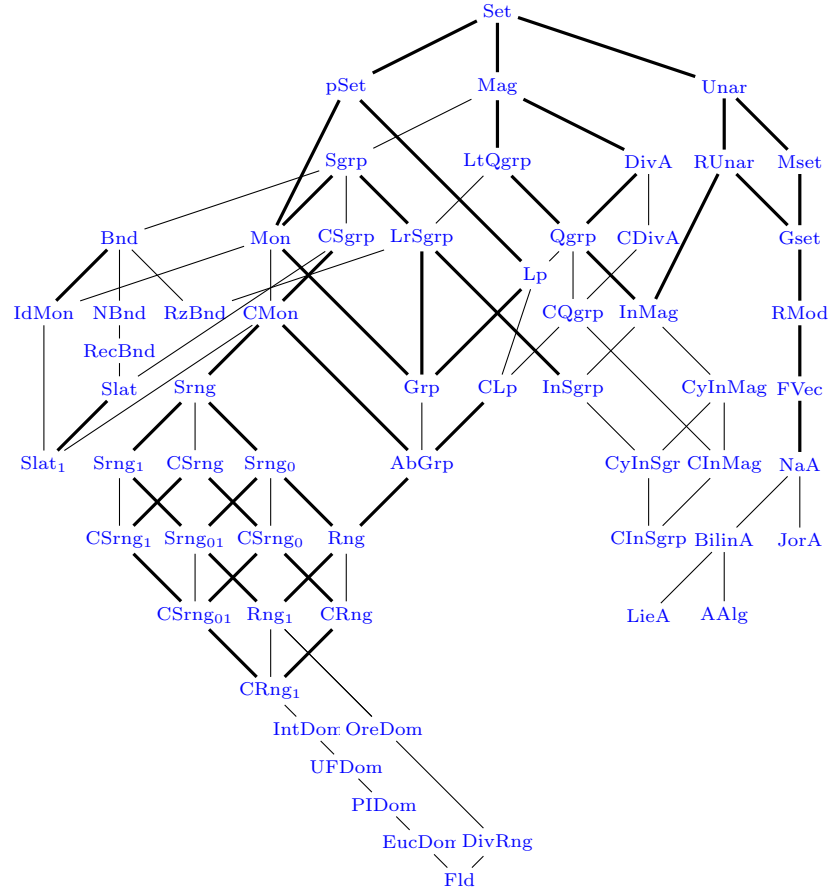 Set
pSet Mag Unar
Sgrp LtQgrp DivA RUnar Mset
Bnd Mon CSgrp LrSgrp Qgrp CDivA Gset
Lp
IdMon NBnd RzBnd CMon CQgrp InMag RMod
RecBnd
Slat Srng Grp CLp InSgrp CyInMag FVec
Slat₁ Srng₁ CSrng Srng₀ AbGrp CyInSgr CInMag NaA
CSrng₁ Srng₀₁ CSrng₀ Rng CInSgrp BilinA JorA
CSrng₀₁ Rng₁ CRng LieA AAlg
CRng₁
IntDom OreDom
UFDom
PIDom
EucDom DivRng
Fld